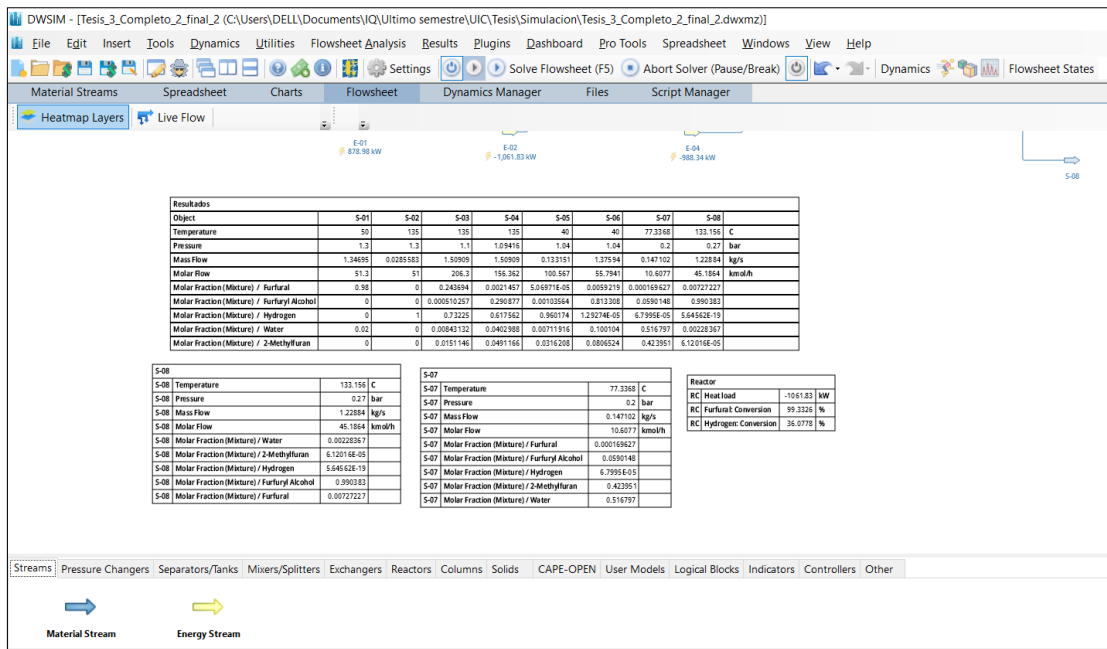 DWSIM - [Tesis_3_Completo_2_final_2 (C:\Users\DELL\Documents\IQ\Ultimo semestre\UIC\Tesis\Simulacion\Tesis_3_Completo_2_final_2.dwxmz)]
File Edit Insert Tools Dynamics Utilities Flowsheet Analysis Results Plugins Dashboard Pro Tools Spreadsheet Windows View Help
Settings Solve Flowsheet (F5) Abort Solver (Pause/Break) Dynamics Flowsheet States
Material Streams Spreadsheet Charts Flowsheet Dynamics Manager Files Script Manager
Heatmap Layers Live Flow
E-01 E-02 E-04
878.98 kW -1,061.83 kW -988.34 kW
S-08
Resultados
Object S-01 S-02 S-03 S-04 S-05 S-06 S-07 S-08
Temperature 50 135 135 135 40 40 77.3368 133.156 C
Pressure 1.3 1.3 1.1 1.09416 1.04 1.04 0.2 0.27 bar
Mass Flow 1.34695 0.0285583 1.50909 1.50909 0.133151 1.37594 0.147102 1.22884 kg/s
Molar Flow 51.3 51 206.3 156.362 100.567 55.7941 10.6077 45.1864 kmol/h
Molar Fraction (Mixture) / Furfural 0.98 0 0.243694 0.0021457 5.06971E-05 0.0059219 0.000169627 0.00727227
Molar Fraction (Mixture) / Furfuryl Alcohol 0 0 0.000510257 0.290877 0.00103564 0.813308 0.0590148 0.990383
Molar Fraction (Mixture) / Hydrogen 0 1 0.73225 0.617562 0.960174 1.29274E-05 6.7995E-05 5.64562E-19
Molar Fraction (Mixture) / Water 0.02 0 0.00843132 0.0402988 0.00711916 0.100104 0.516797 0.00228367
Molar Fraction (Mixture) / 2-Methylfuran 0 0 0.0151146 0.0491166 0.0316208 0.0806524 0.423951 6.12016E-05
S-08
S-08 Temperature 133.156 C
S-08 Pressure 0.27 bar
S-08 Mass Flow 1.22884 kg/s
S-08 Molar Flow 45.1864 kmol/h
S-08 Molar Fraction (Mixture) / Water 0.00228367
S-08 Molar Fraction (Mixture) / 2-Methylfuran 6.12016E-05
S-08 Molar Fraction (Mixture) / Hydrogen 5.64562E-19
S-08 Molar Fraction (Mixture) / Furfuryl Alcohol 0.990383
S-08 Molar Fraction (Mixture) / Furfural 0.00727227
S-07
S-07 Temperature 77.3368 C
S-07 Pressure 0.2 bar
S-07 Mass Flow 0.147102 kg/s
S-07 Molar Flow 10.6077 kmol/h
S-07 Molar Fraction (Mixture) / Furfural 0.000169627
S-07 Molar Fraction (Mixture) / Furfuryl Alcohol 0.0590148
S-07 Molar Fraction (Mixture) / Hydrogen 6.7995E-05
S-07 Molar Fraction (Mixture) / 2-Methylfuran 0.423951
S-07 Molar Fraction (Mixture) / Water 0.516797
Reactor
RC Heat load -1061.83 kW
RC Furfural: Conversion 99.3326 %
RC Hydrogen: Conversion 36.0778 %
Streams Pressure Changers Separators/Tanks Mixers/Splitters Exchangers Reactors Columns Solids CAPE-OPEN User Models Logical Blocks Indicators Controllers Other
Material Stream Energy Stream